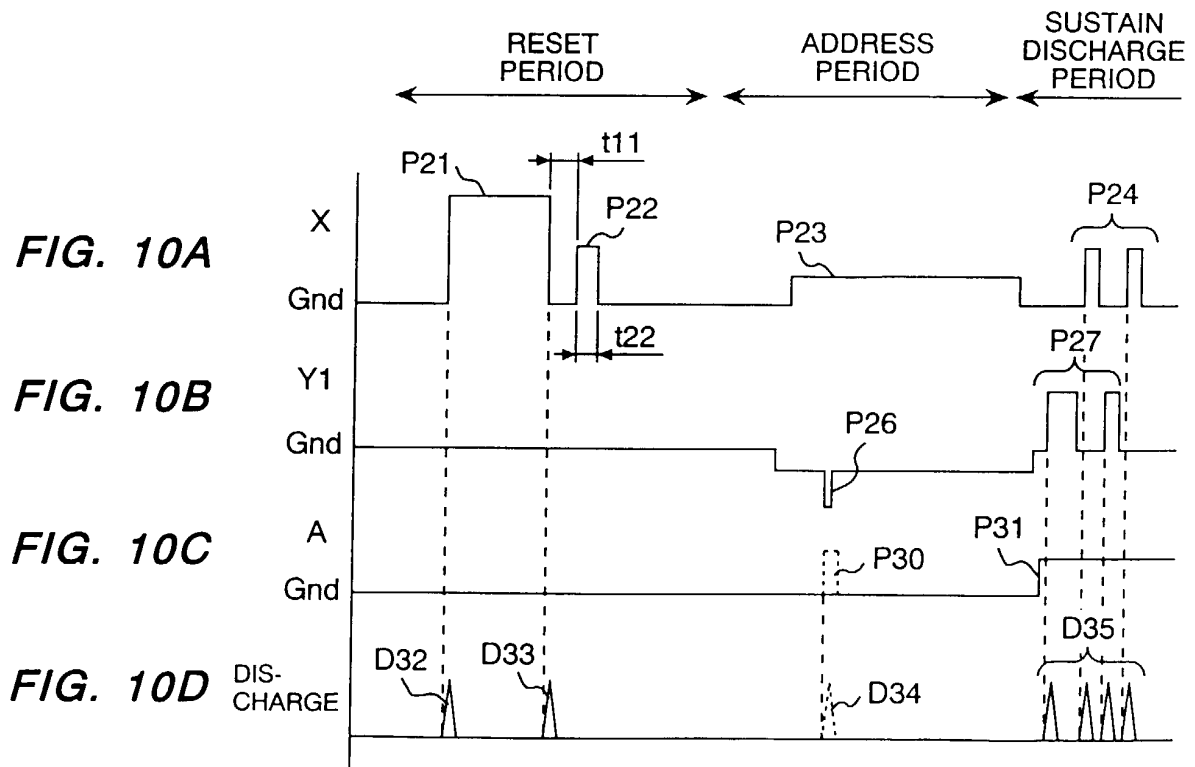 RESET
PERIOD
ADDRESS
PERIOD
SUSTAIN
DISCHARGE
PERIOD
FIG. 10A
X
Gnd
P21
t11
P22
t22
P23
P24
FIG. 10B
Y1
Gnd
P26
P27
FIG. 10C
A
Gnd
P30
P31
FIG. 10D
DIS-
CHARGE
D32
D33
D34
D35